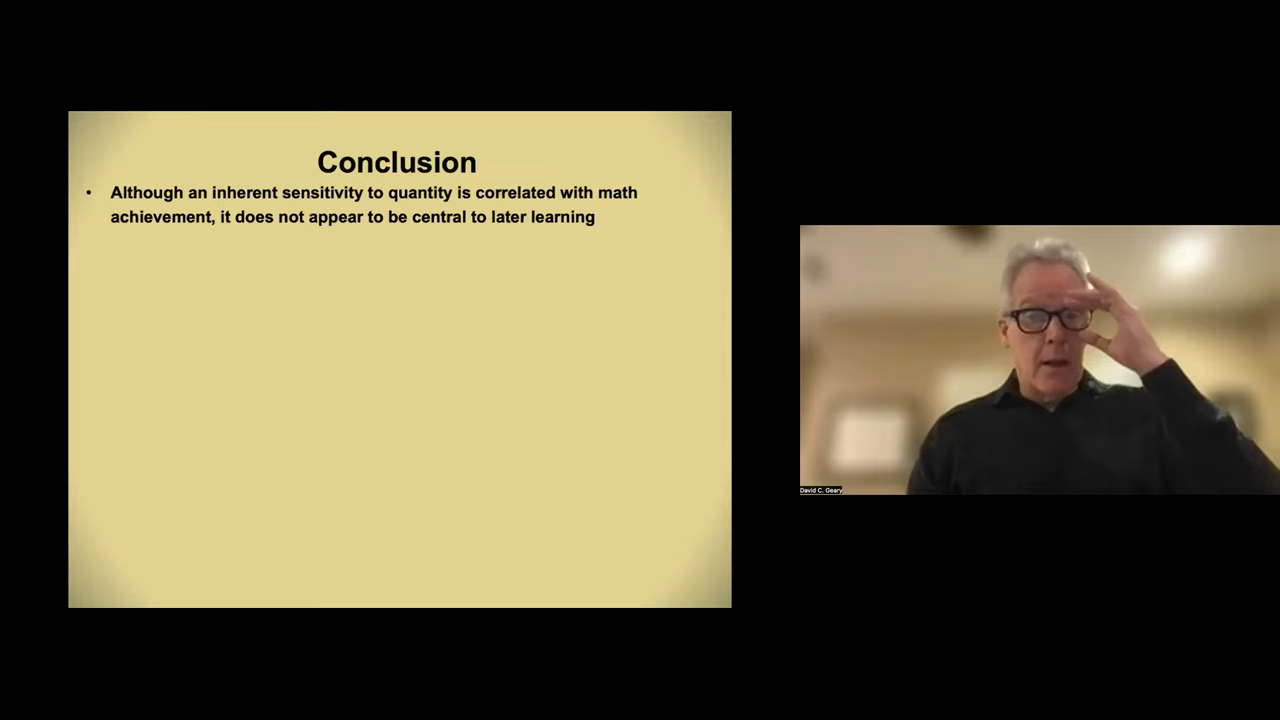 Conclusion
• Although an inherent sensitivity to quantity is correlated with math
achievement, it does not appear to be central to later learning
David C. Geary